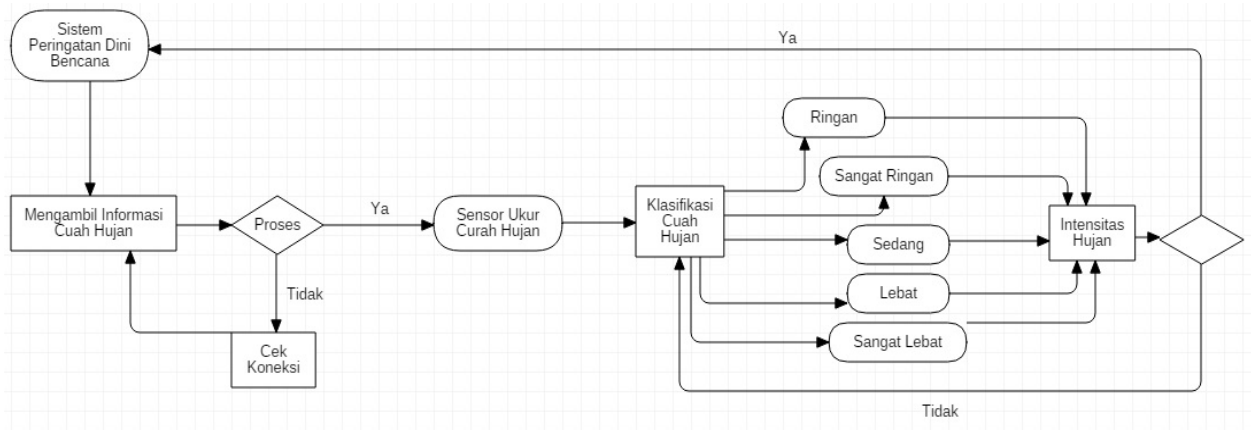 Sistem
Peringatan Dini
Bencana
Ya
Ringan
Sangat Ringan
Mengambil Informasi
Cuah Hujan
Proses
Ya
Sensor Ukur
Curah Hujan
Klasifikasi
Cuah
Hujan
Sedang
Intensitas
Hujan
Tidak
Lebat
Cek
Koneksi
Sangat Lebat
Tidak